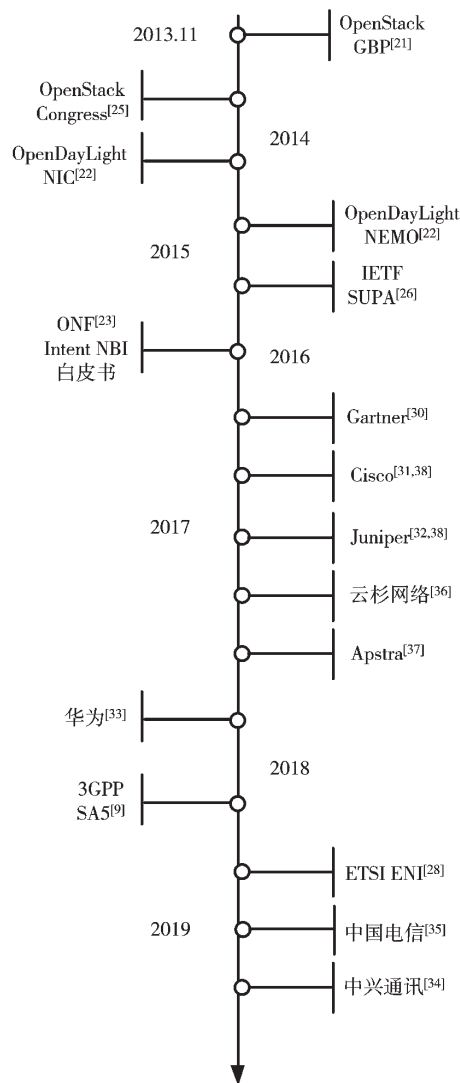 2013.11
OpenStack
GBP[21]
OpenStack
Congress[25]
2014
OpenDayLight
NIC[22]
OpenDayLight
NEMO[22]
2015
IETF
SUPA[26]
ONF[23]
Intent NBI
白皮书
2016
Gartner[30]
Cisco[31,38]
2017
Juniper[32,38]
云杉网络[36]
Apstra[37]
华为[33]
2018
3GPP
SA5[9]
ETSI ENI[28]
2019
中国电信[35]
中兴通讯[34]